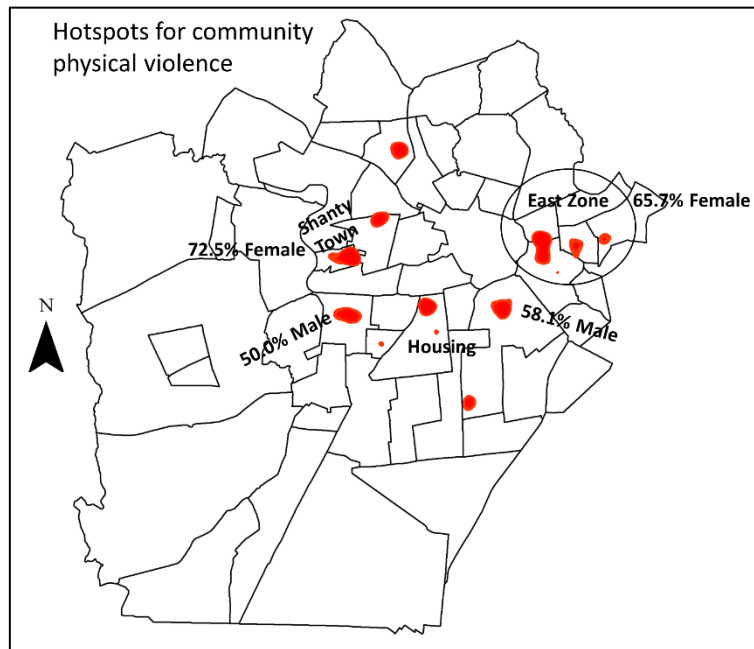 Hotspots for community
physical violence
East Zone
65.7% Female
Shanty
Town
72.5% Female
N
50.0% Male
58.1% Male
Housing